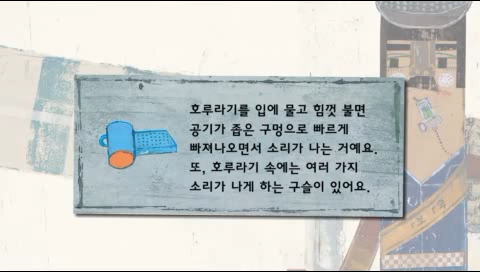 호루라기를 입에 물고 힘껏 불면
공기가 좁은 구멍으로 빠르게
빠져나오면서 소리가 나는 거예요.
또, 호루라기 속에는 여러 가지
소리가 나게 하는 구슬이 있어요.